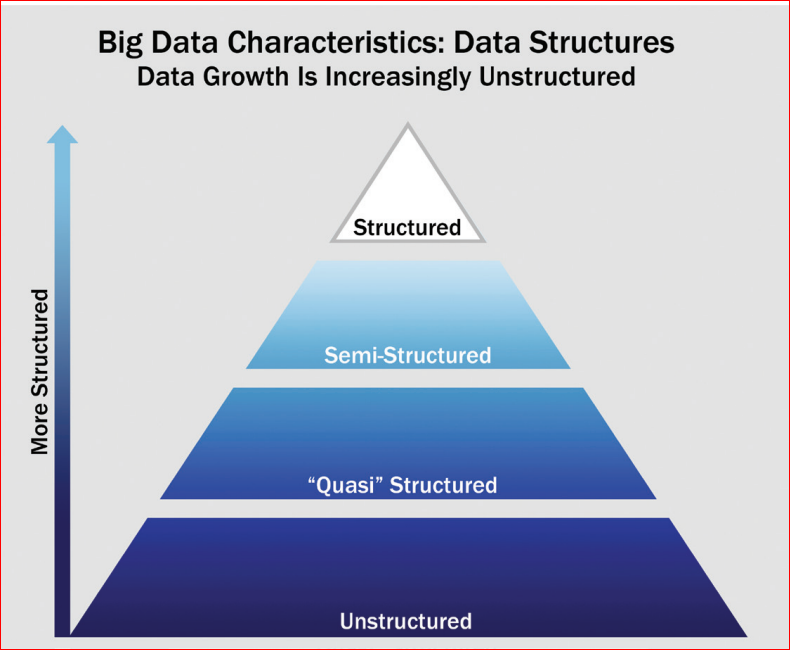 Big Data Characteristics: Data Structures
Data Growth Is Increasingly Unstructured
More Structured
Structured
Semi-Structured
“Quasi” Structured
Unstructured